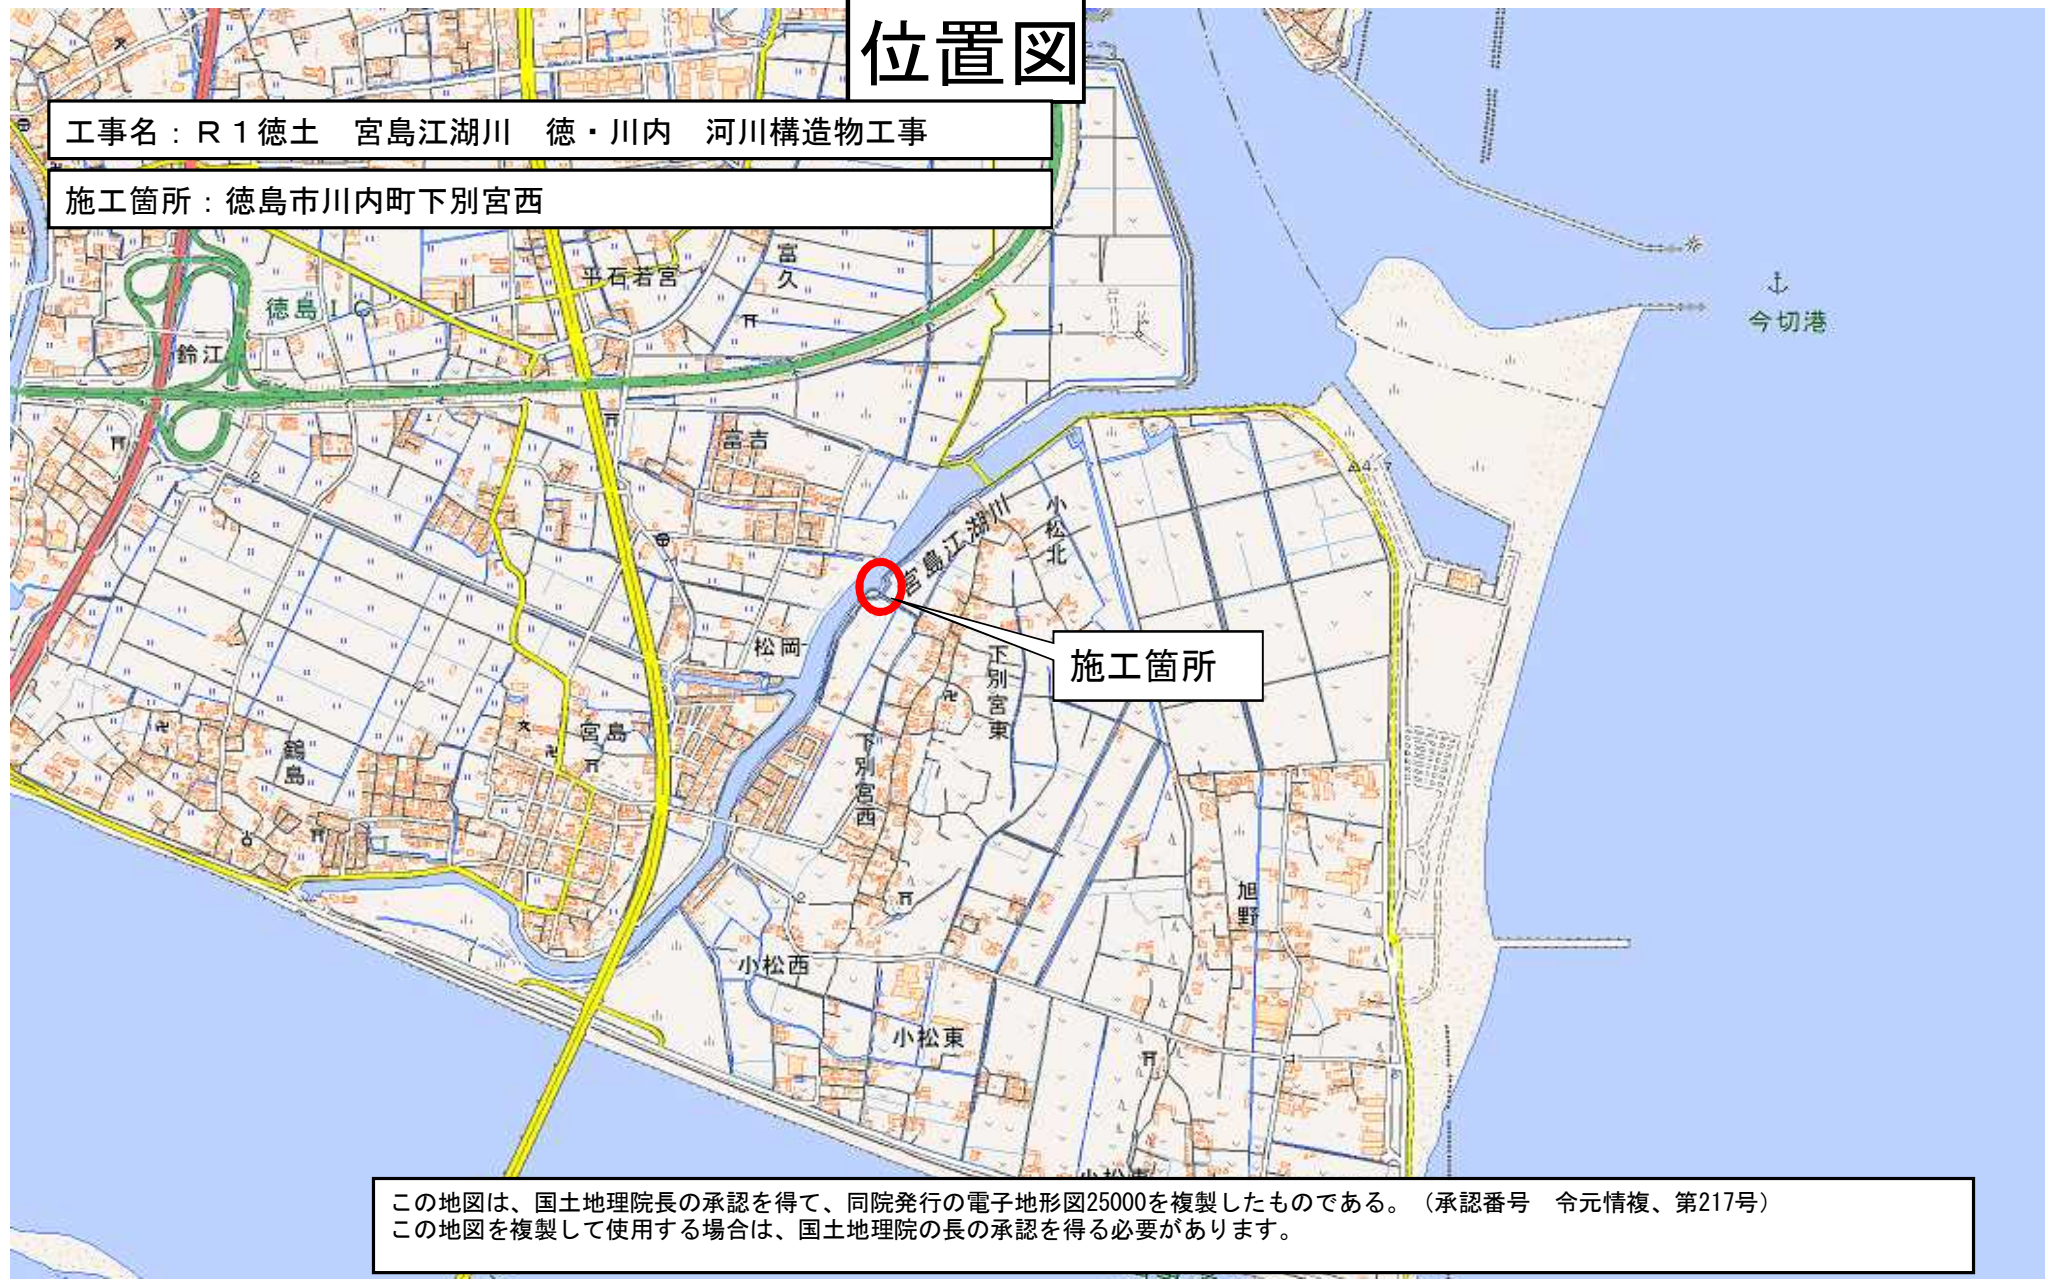 位置図
工事名：Ｒ１徳土　宮島江湖川　徳・川内　河川構造物工事
施工箇所：徳島市川内町下別宮西
平石若宮
富久
徳島ＩＣ
今切港
鈴江
富吉
4.7
宮島江湖川
小松北
松岡
施工箇所
下別宮東
宮島
鶴島
下別宮西
旭野
小松西
小松東
この地図は、国土地理院長の承認を得て、同院発行の電子地形図25000を複製したものである。（承認番号　令元情複、第217号）
この地図を複製して使用する場合は、国土地理院の長の承認を得る必要があります。